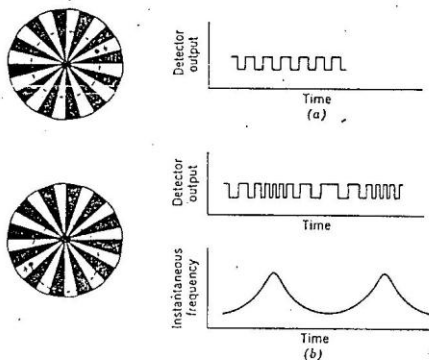 Detector
output
Time
(a)
Detector
output
Time
Instantaneous
frequency
Time
(b)